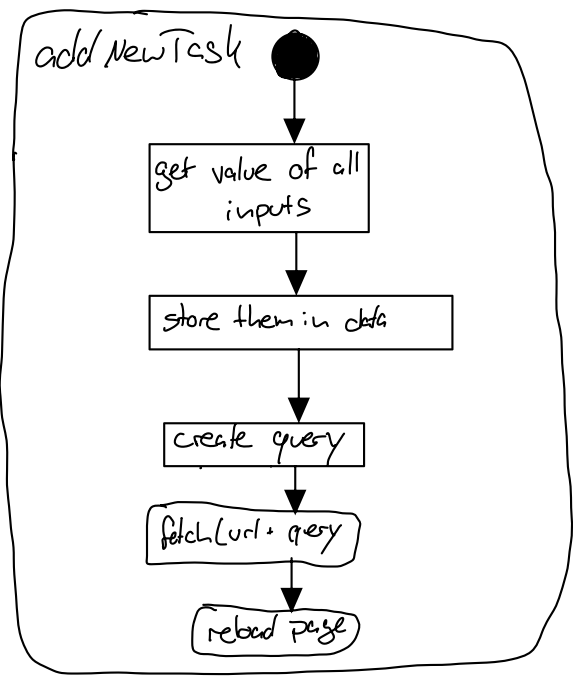 addNewTask
get value of all
inputs
store them in data
create query
fetch(url+query
reload page